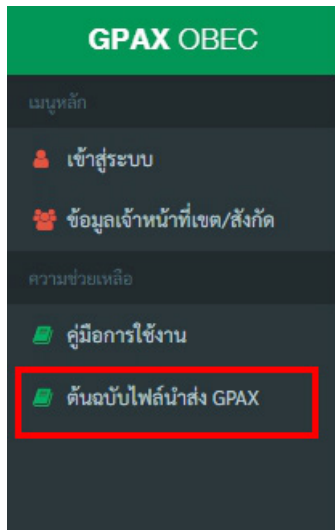 GPAX OBEC
เมนูหลัก
เข้าสู่ระบบ
ข้อมูลเจ้าหน้าที่เขต/สังกัด
ความช่วยเหลือ
คู่มือการใช้งาน
ต้นฉบับไฟล์นำส่ง GPAX